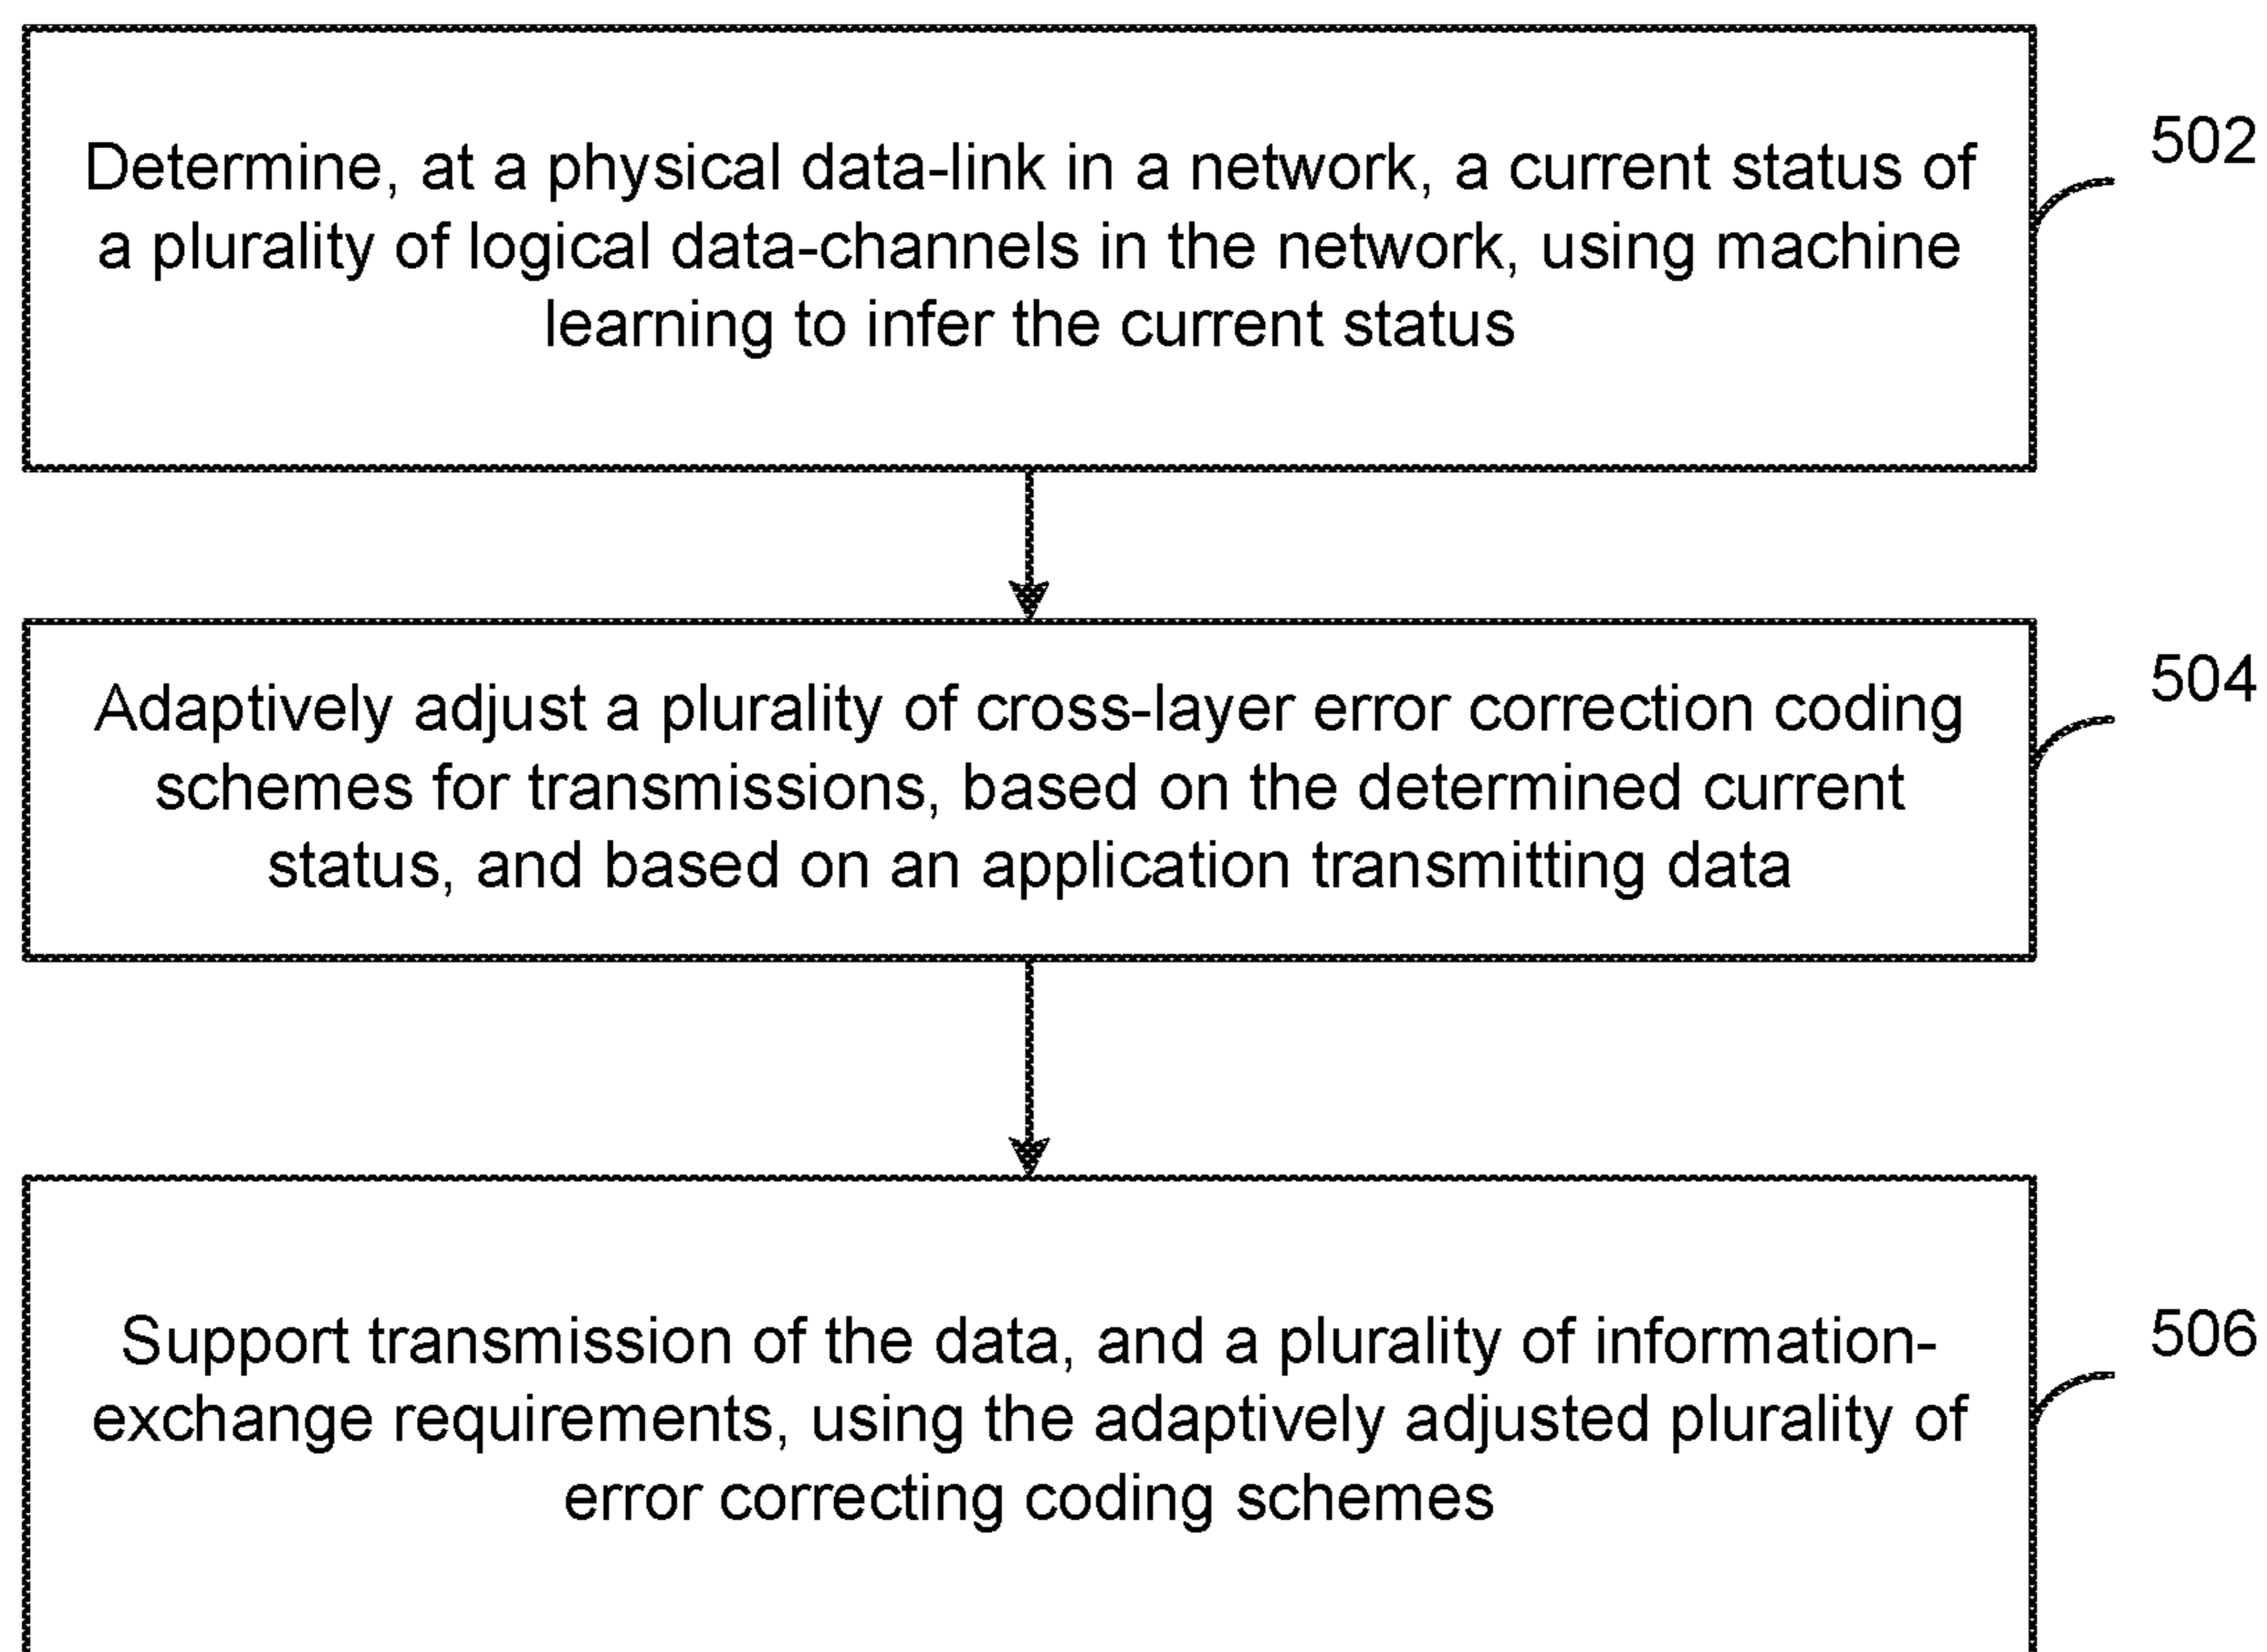 Determine, at a physical data-link in a network, a current status of
a plurality of logical data-channels in the network, using machine
learning to infer the current status
502
Adaptively adjust a plurality of cross-layer error correction coding
schemes for transmissions, based on the determined current
status, and based on an application transmitting data
504
Support transmission of the data, and a plurality of information-
exchange requirements, using the adaptively adjusted plurality of
error correcting coding schemes
506